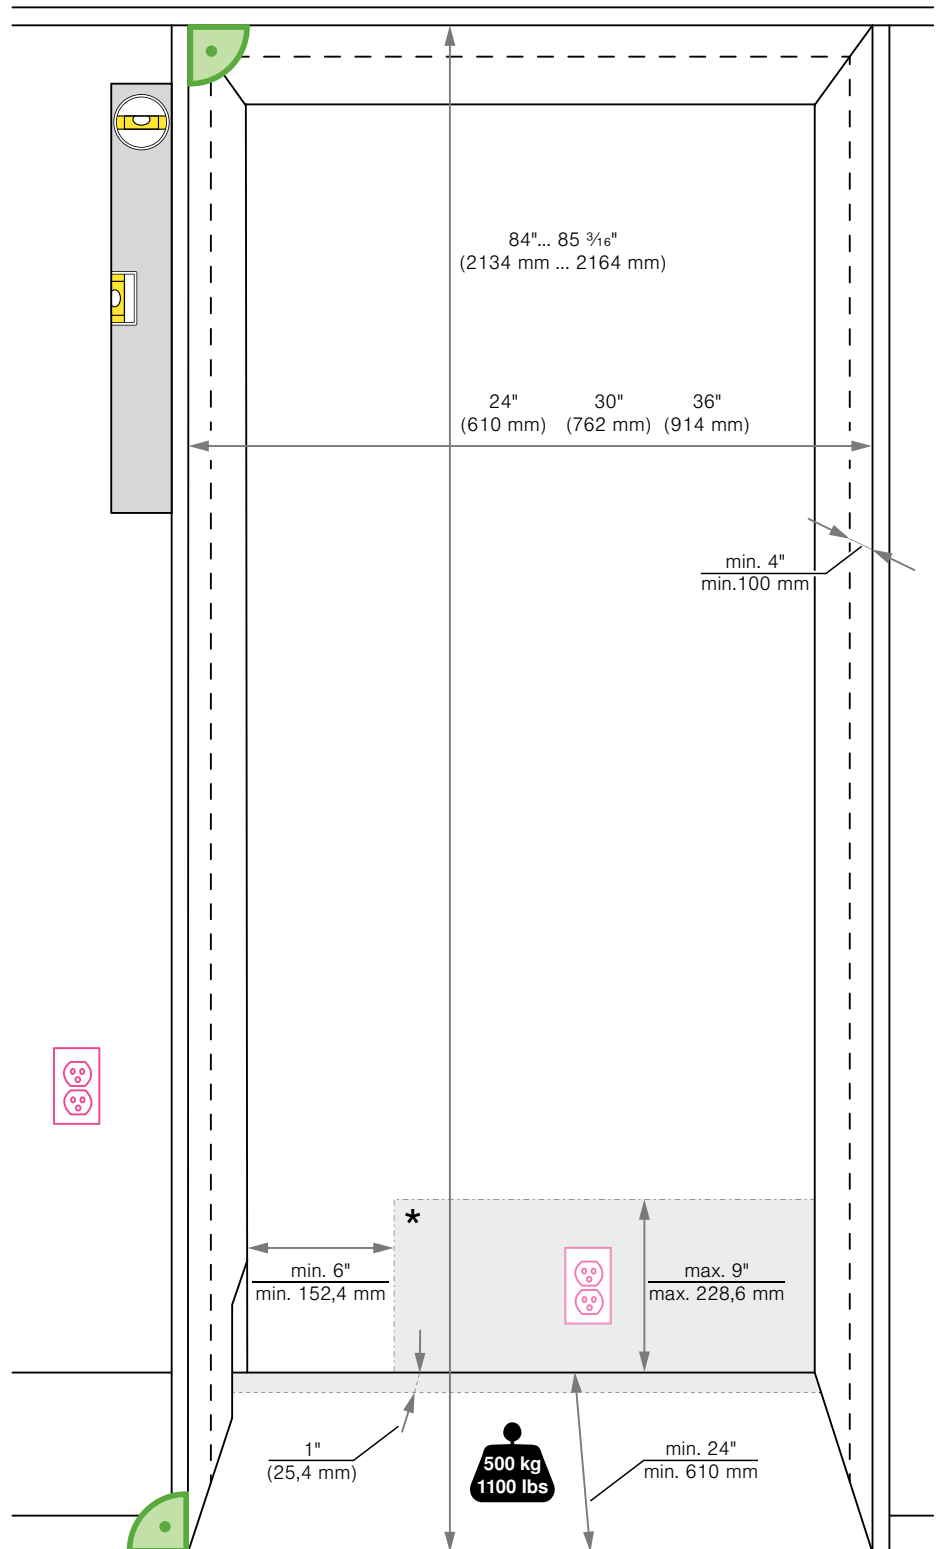 84"... 85 ³⁄₁₆"
(2134 mm ... 2164 mm)
24" 30" 36"
(610 mm) (762 mm) (914 mm)
min. 4"
min.100 mm
*
min. 6"
min. 152,4 mm
max. 9"
max. 228,6 mm
1"
(25,4 mm)
500 kg
1100 lbs
min. 24"
min. 610 mm